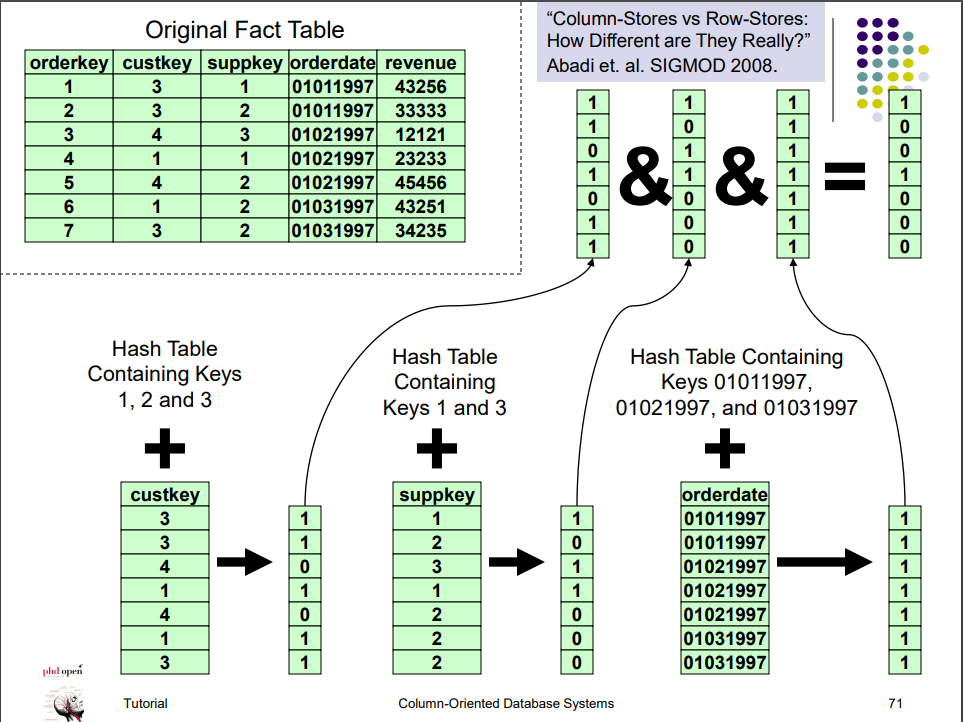 Original Fact Table
orderkey custkey suppkey orderdate revenue
1 3 1 01011997 43256
2 3 2 01011997 33333
3 4 3 01021997 12121
4 1 1 01021997 23233
5 4 2 01021997 45456
6 1 2 01031997 43251
7 3 2 01031997 34235
“Column-Stores vs Row-Stores:
How Different are They Really?”
Abadi et. al. SIGMOD 2008.
1 1 1 1
1 0 1 0
0 1 1 0
1 & 1 & 1 = 1
0 0 1 0
1 0 1 0
1 0 1 0
Hash Table
Containing Keys
1, 2 and 3
+
custkey
3 1
3 1
4 0
1 1
4 0
1 1
3 1
Hash Table
Containing
Keys 1 and 3
+
suppkey
1 1
2 0
3 1
1 1
2 0
2 0
2 0
Hash Table Containing
Keys 01011997,
01021997, and 01031997
+
orderdate
01011997 1
01011997 1
01021997 1
01021997 1
01021997 1
01031997 1
01031997 1
phd open
Tutorial
Column-Oriented Database Systems
71